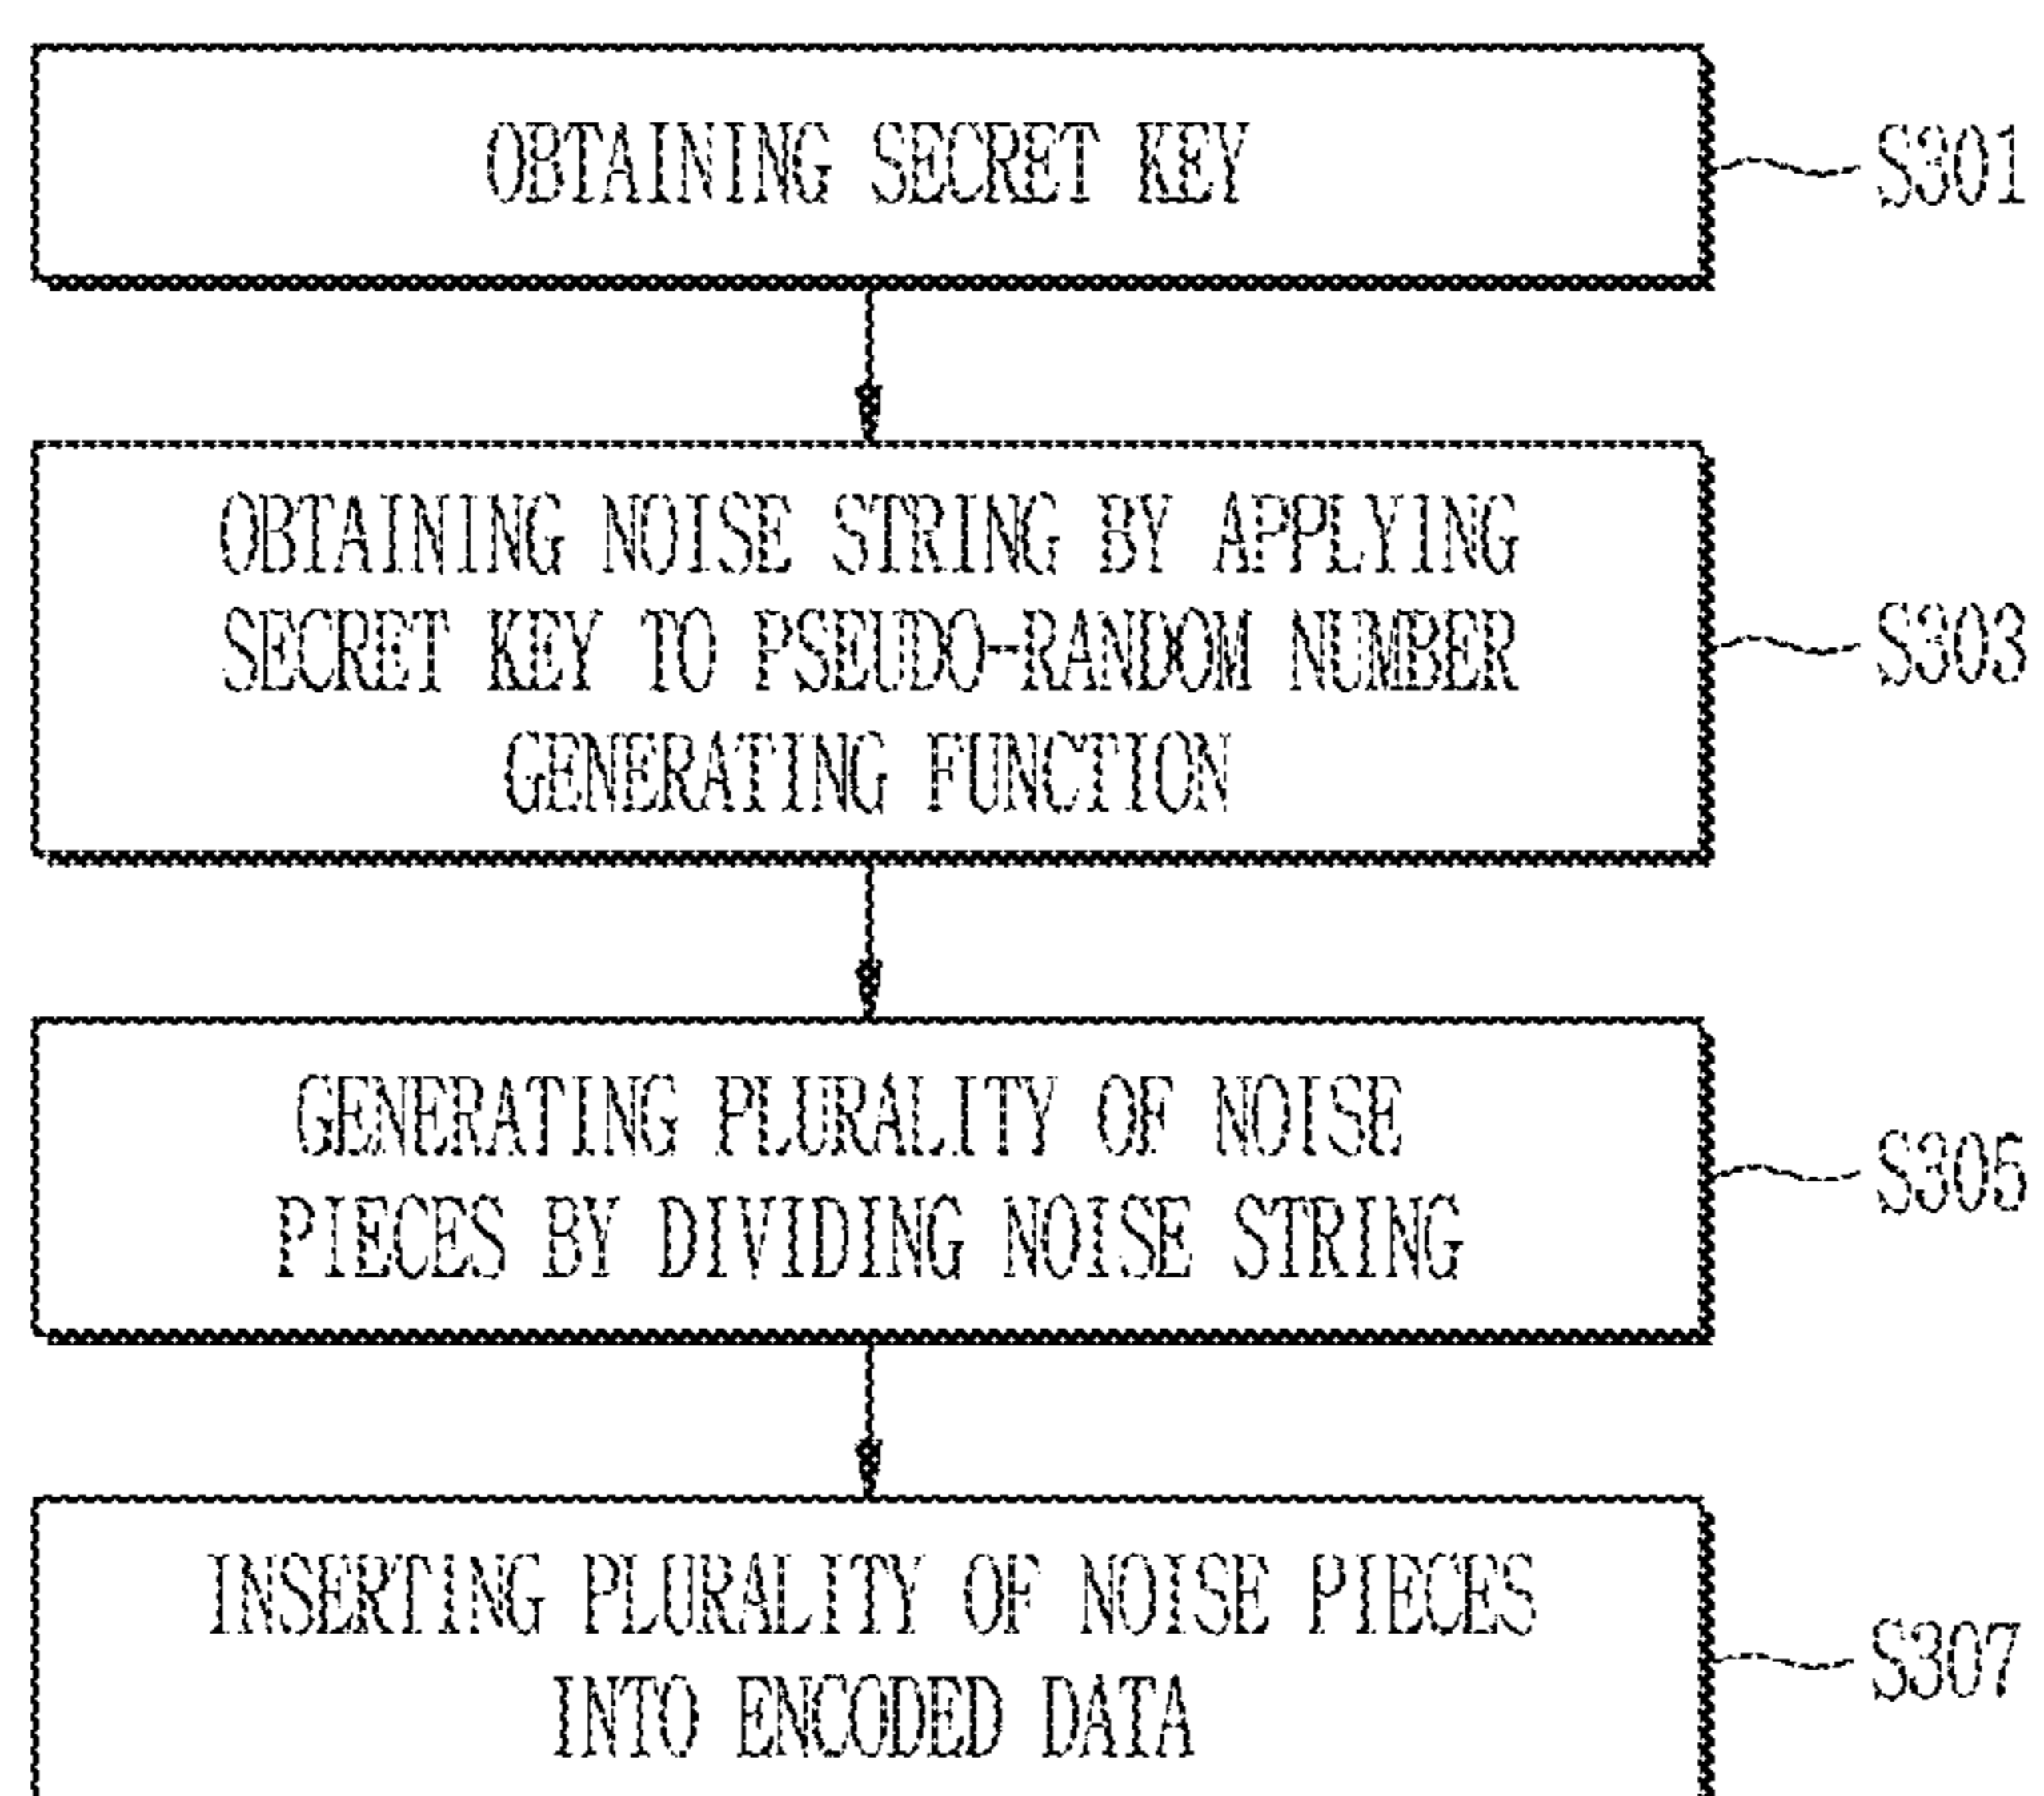 OBTAINING SECRET KEY
S301
OBTAINING NOISE STRING BY APPLYING
SECRET KEY TO PSEUDO-RANDOM NUMBER
GENERATING FUNCTION
S303
GENERATING PLURALITY OF NOISE
PIECES BY DIVIDING NOISE STRING
S305
INSERTING PLURALITY OF NOISE PIECES
INTO ENCODED DATA
S307